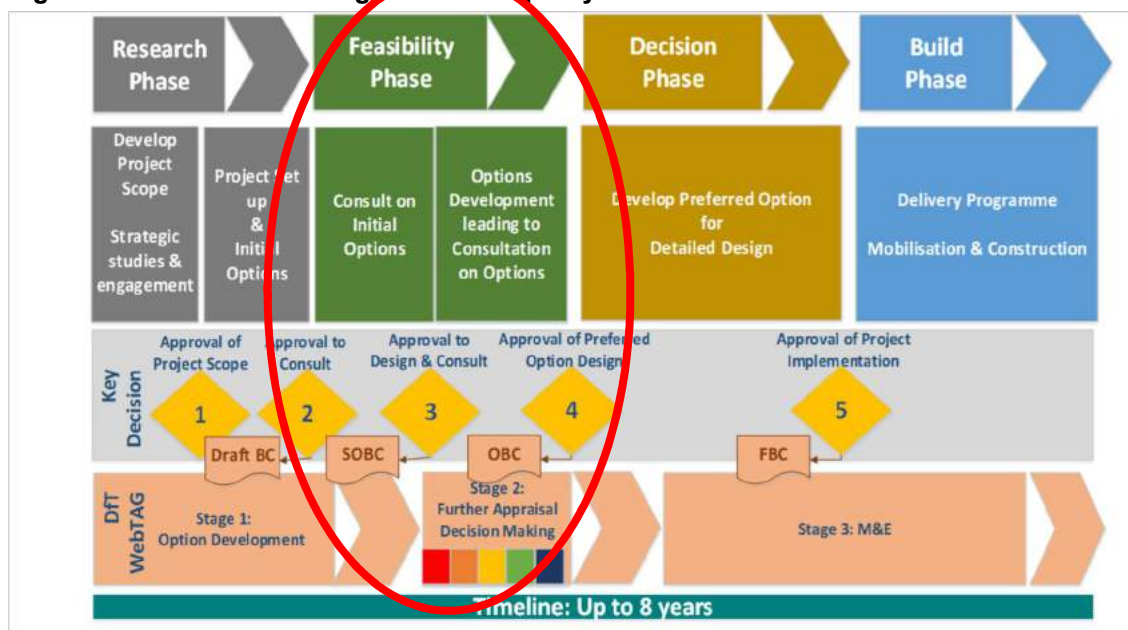 Research
Phase
Feasibility
Phase
Decision
Phase
Build
Phase
Develop
Project
Scope
Strategic
studies &
engagement
Project Set
up
&
Initial
Options
Consult on
Initial
Options
Options
Development
leading to
Consultation
on Options
Develop Preferred Option
for
Detailed Design
Delivery Programme
Mobilisation & Construction
Key
Decision
Approval of
Project Scope
1
Approval to
Consult
2
Approval to
Design & Consult
3
Approval of Preferred
Option Design
4
Approval of Project
Implementation
5
Draft BC
SOBC
OBC
FBC
DfT
WebTAG
Stage 1:
Option Development
Stage 2:
Further Appraisal
Decision Making
Stage 3: M&E
Timeline: Up to 8 years